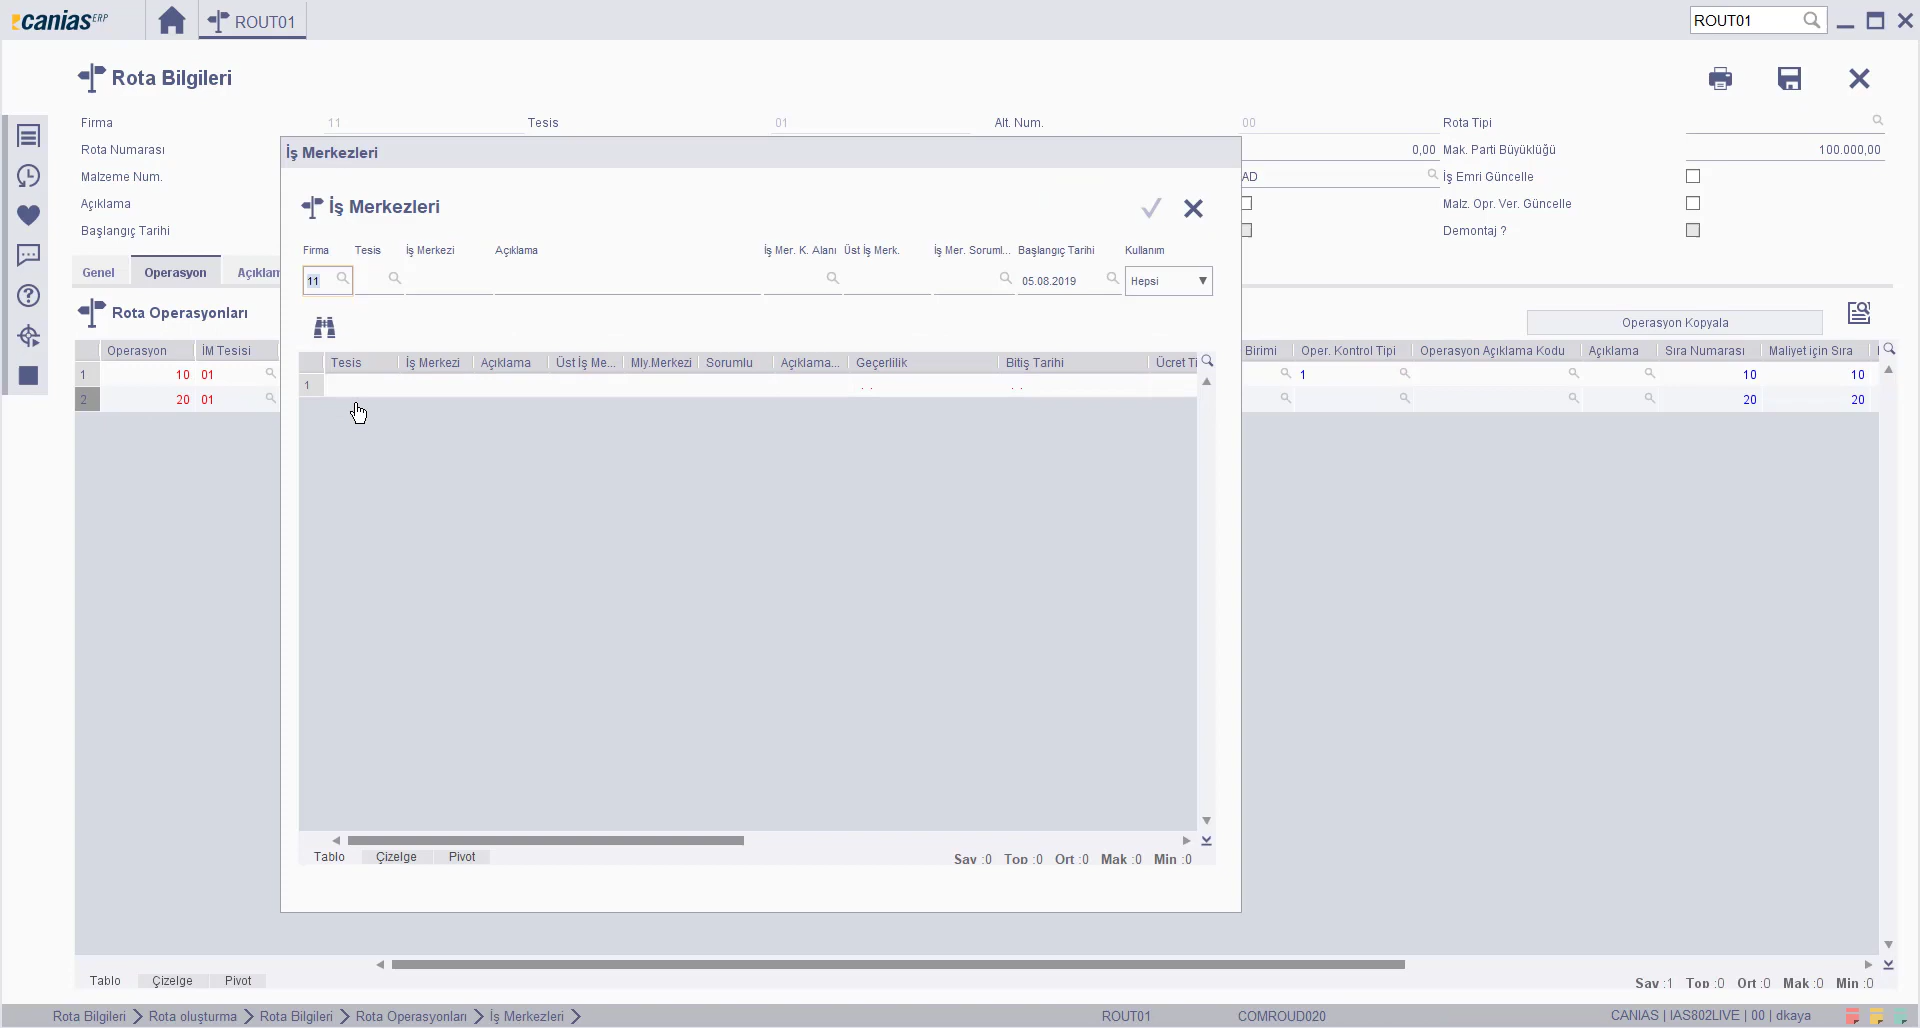 canias ERP ROUT01 ROUT01
Rota Bilgileri
Firma 11 Tesis 01 Alt. Num. 00 Rota Tipi
Rota Numarası 0,00 Mak. Parti Büyüklüğü 100.000,00
Malzeme Num. AD İş Emri Güncelle
Açıklama Malz. Opr. Ver. Güncelle
Başlangıç Tarihi Demontaj ?
Genel Operasyon Açıklam
Rota Operasyonları Operasyon Kopyala
Operasyon İM Tesisi Birimi Oper. Kontrol Tipi Operasyon Açıklama Kodu Açıklama Sıra Numarası Maliyet için Sıra
1 10 01 1 10 10
2 20 01 20 20
İş Merkezleri
İş Merkezleri
Firma Tesis İş Merkezi Açıklama İş Mer. K. Alanı Üst İş Merk. İş Mer. Soruml... Başlangıç Tarihi Kullanım
11 05.08.2019 Hepsi
Tesis İş Merkezi Açıklama Üst İş Me... Mly.Merkezi Sorumlu Açıklama... Geçerlilik Bitiş Tarihi Ücret Ti
1 . . . .
Tablo Çizelge Pivot Say :0 Top :0 Ort :0 Mak :0 Min :0
Tablo Çizelge Pivot Say :1 Top :0 Ort :0 Mak :0 Min :0
Rota Bilgileri Rota oluşturma Rota Bilgileri Rota Operasyonları İş Merkezleri ROUT01 COMROUD020 CANIAS | IAS802LIVE | 00 | dkaya